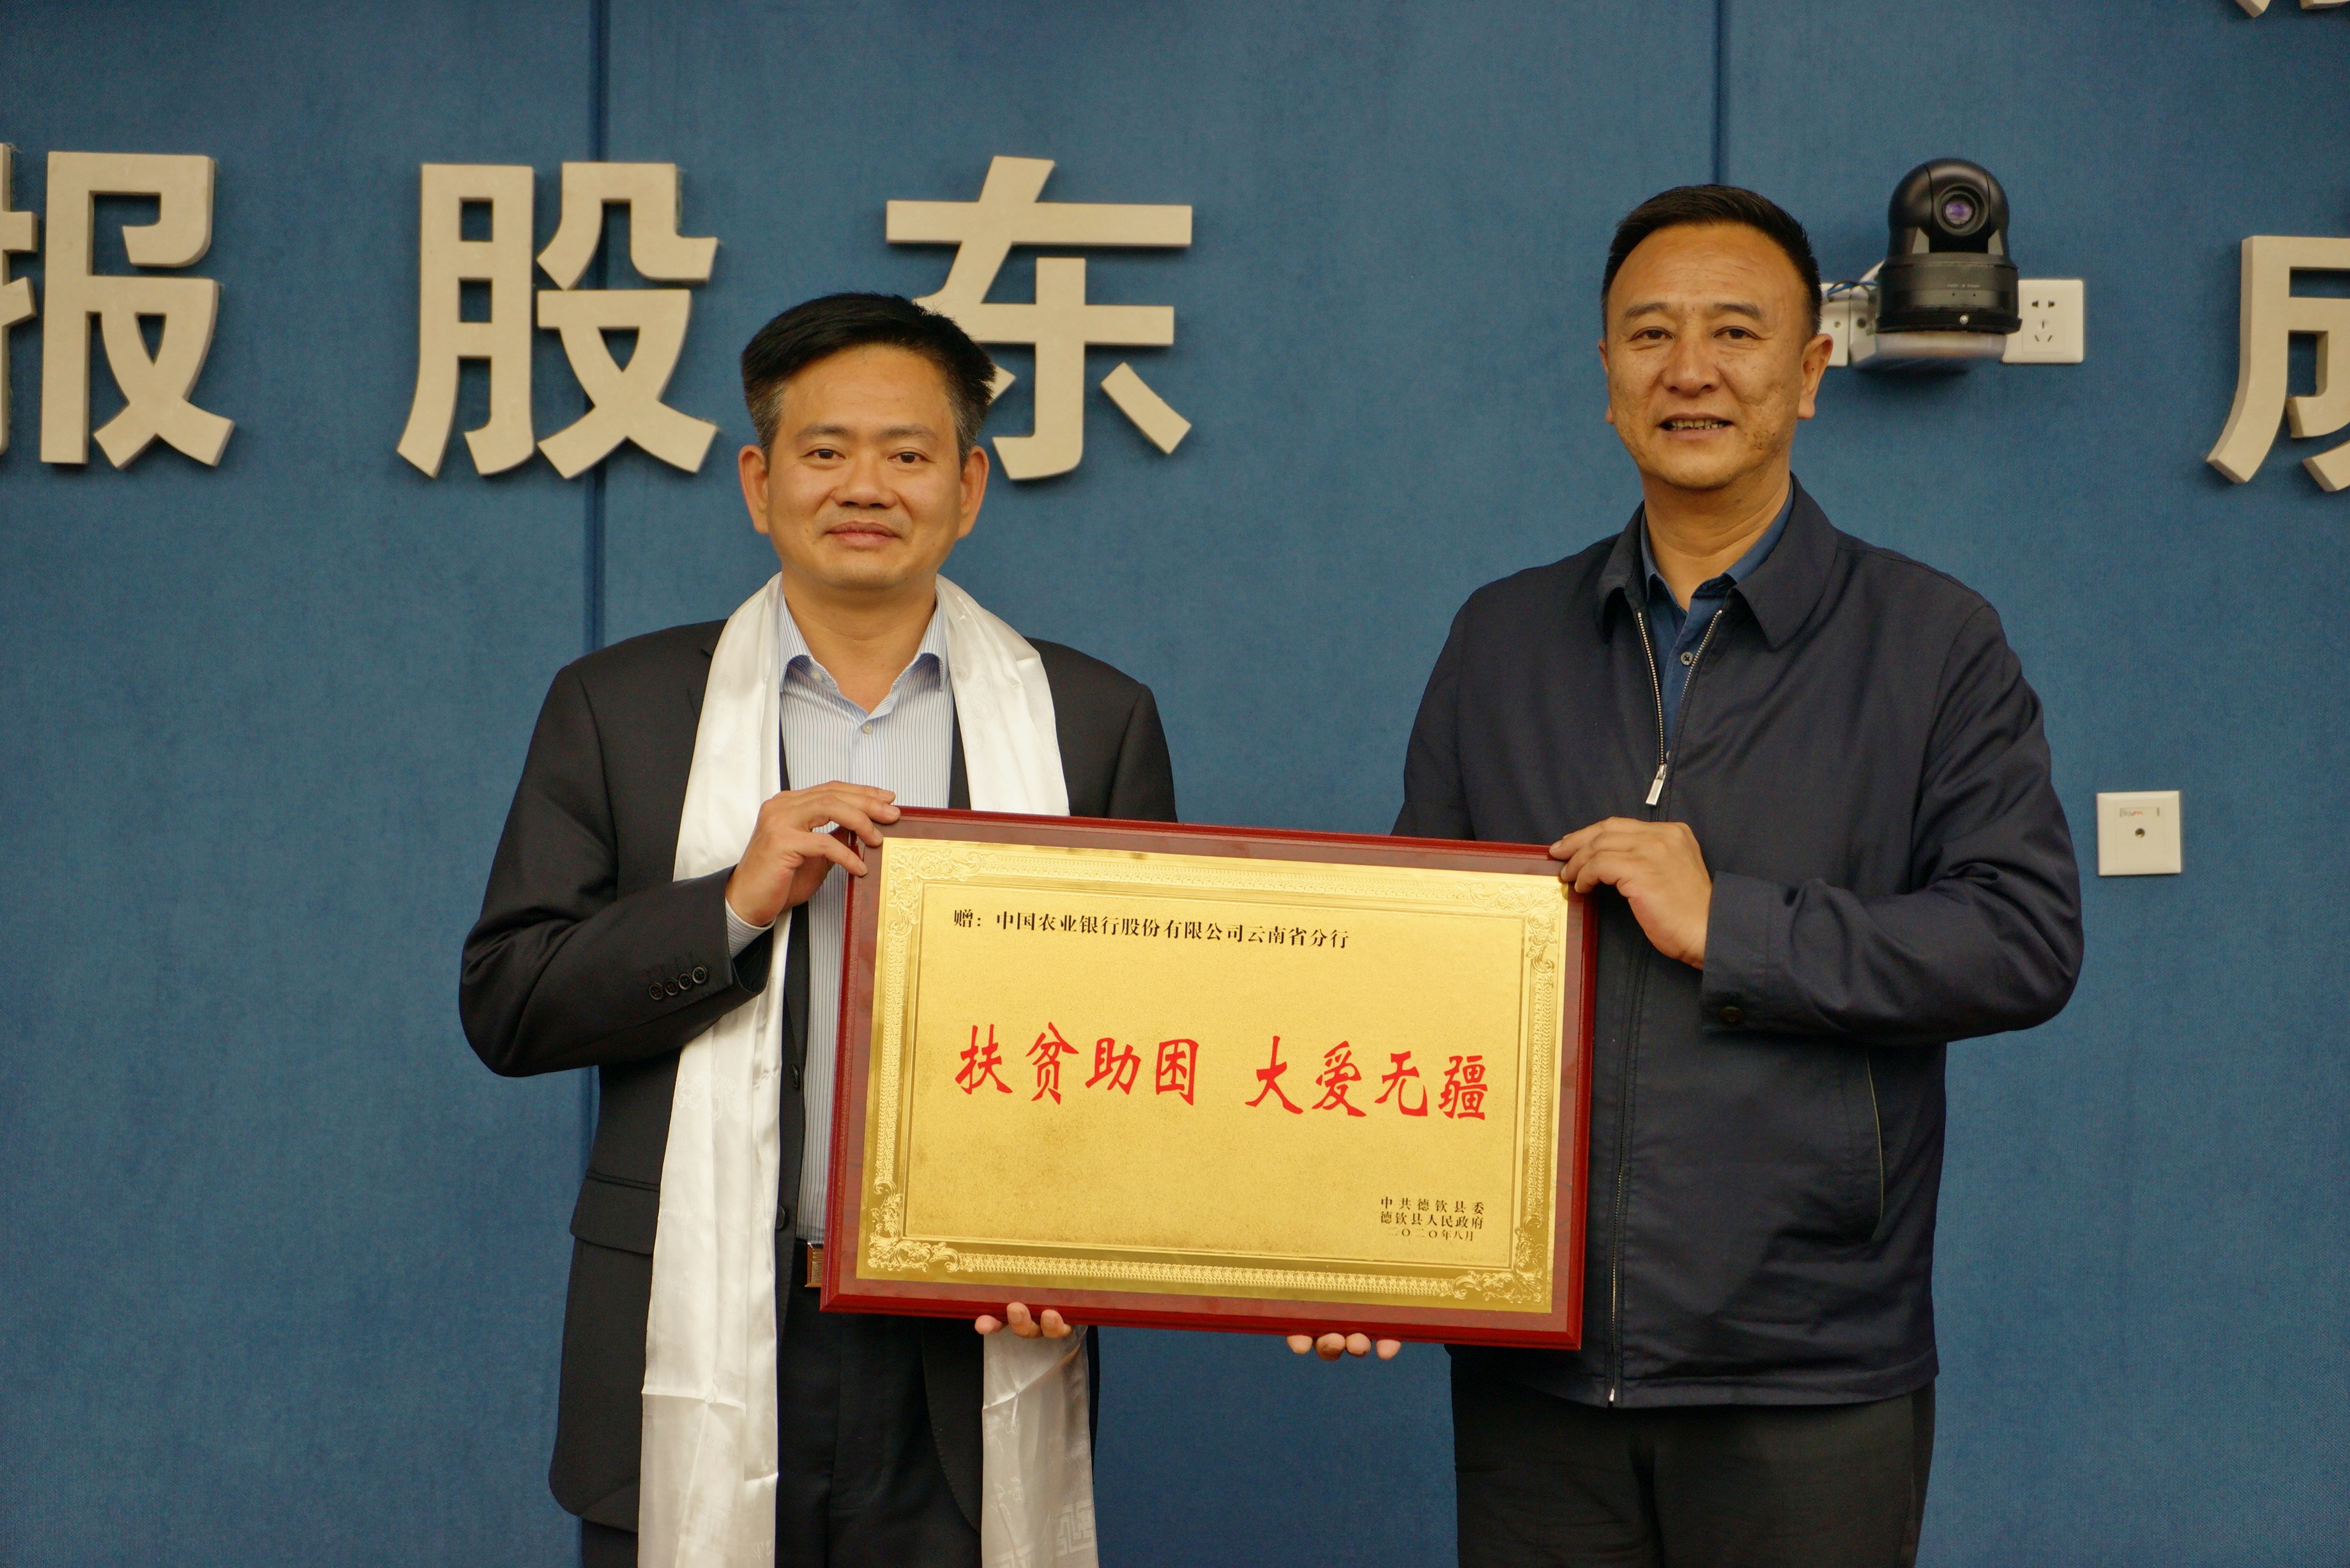 报股东
成
赠：中国农业银行股份有限公司云南省分行
扶贫助困 大爱无疆
中共德钦县委
德钦县人民政府
二〇二〇年八月